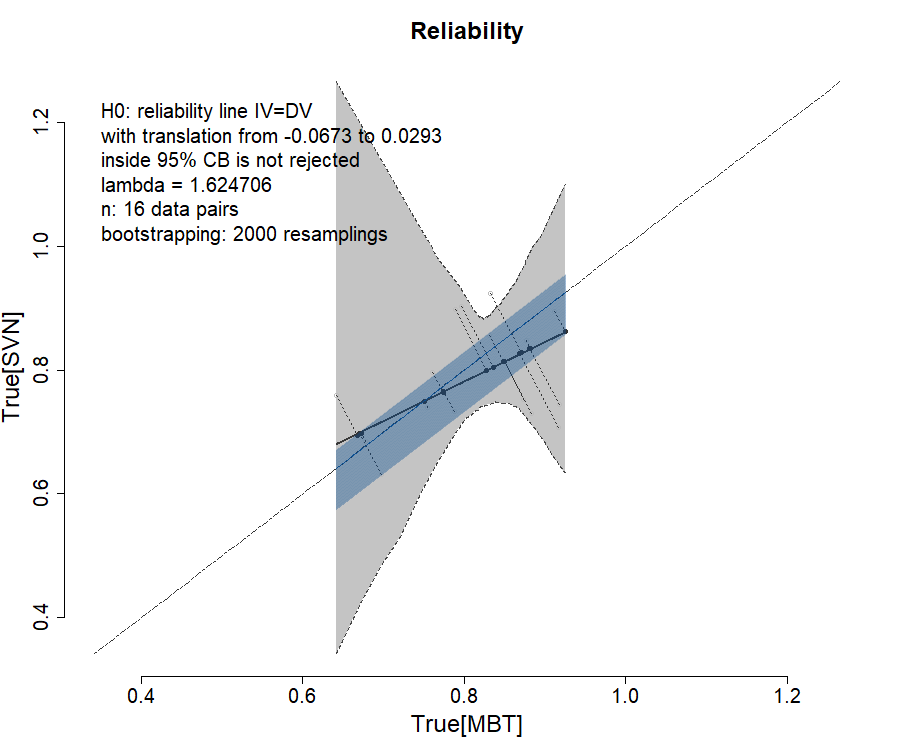 Reliability
H0: reliability line IV=DV
with translation from -0.0673 to 0.0293
inside 95% CB is not rejected
lambda = 1.624706
n: 16 data pairs
bootstrapping: 2000 resamplings
1.2
1.0
0.8
0.6
0.4
True[SVN]
0.4 0.6 0.8 1.0 1.2
True[MBT]